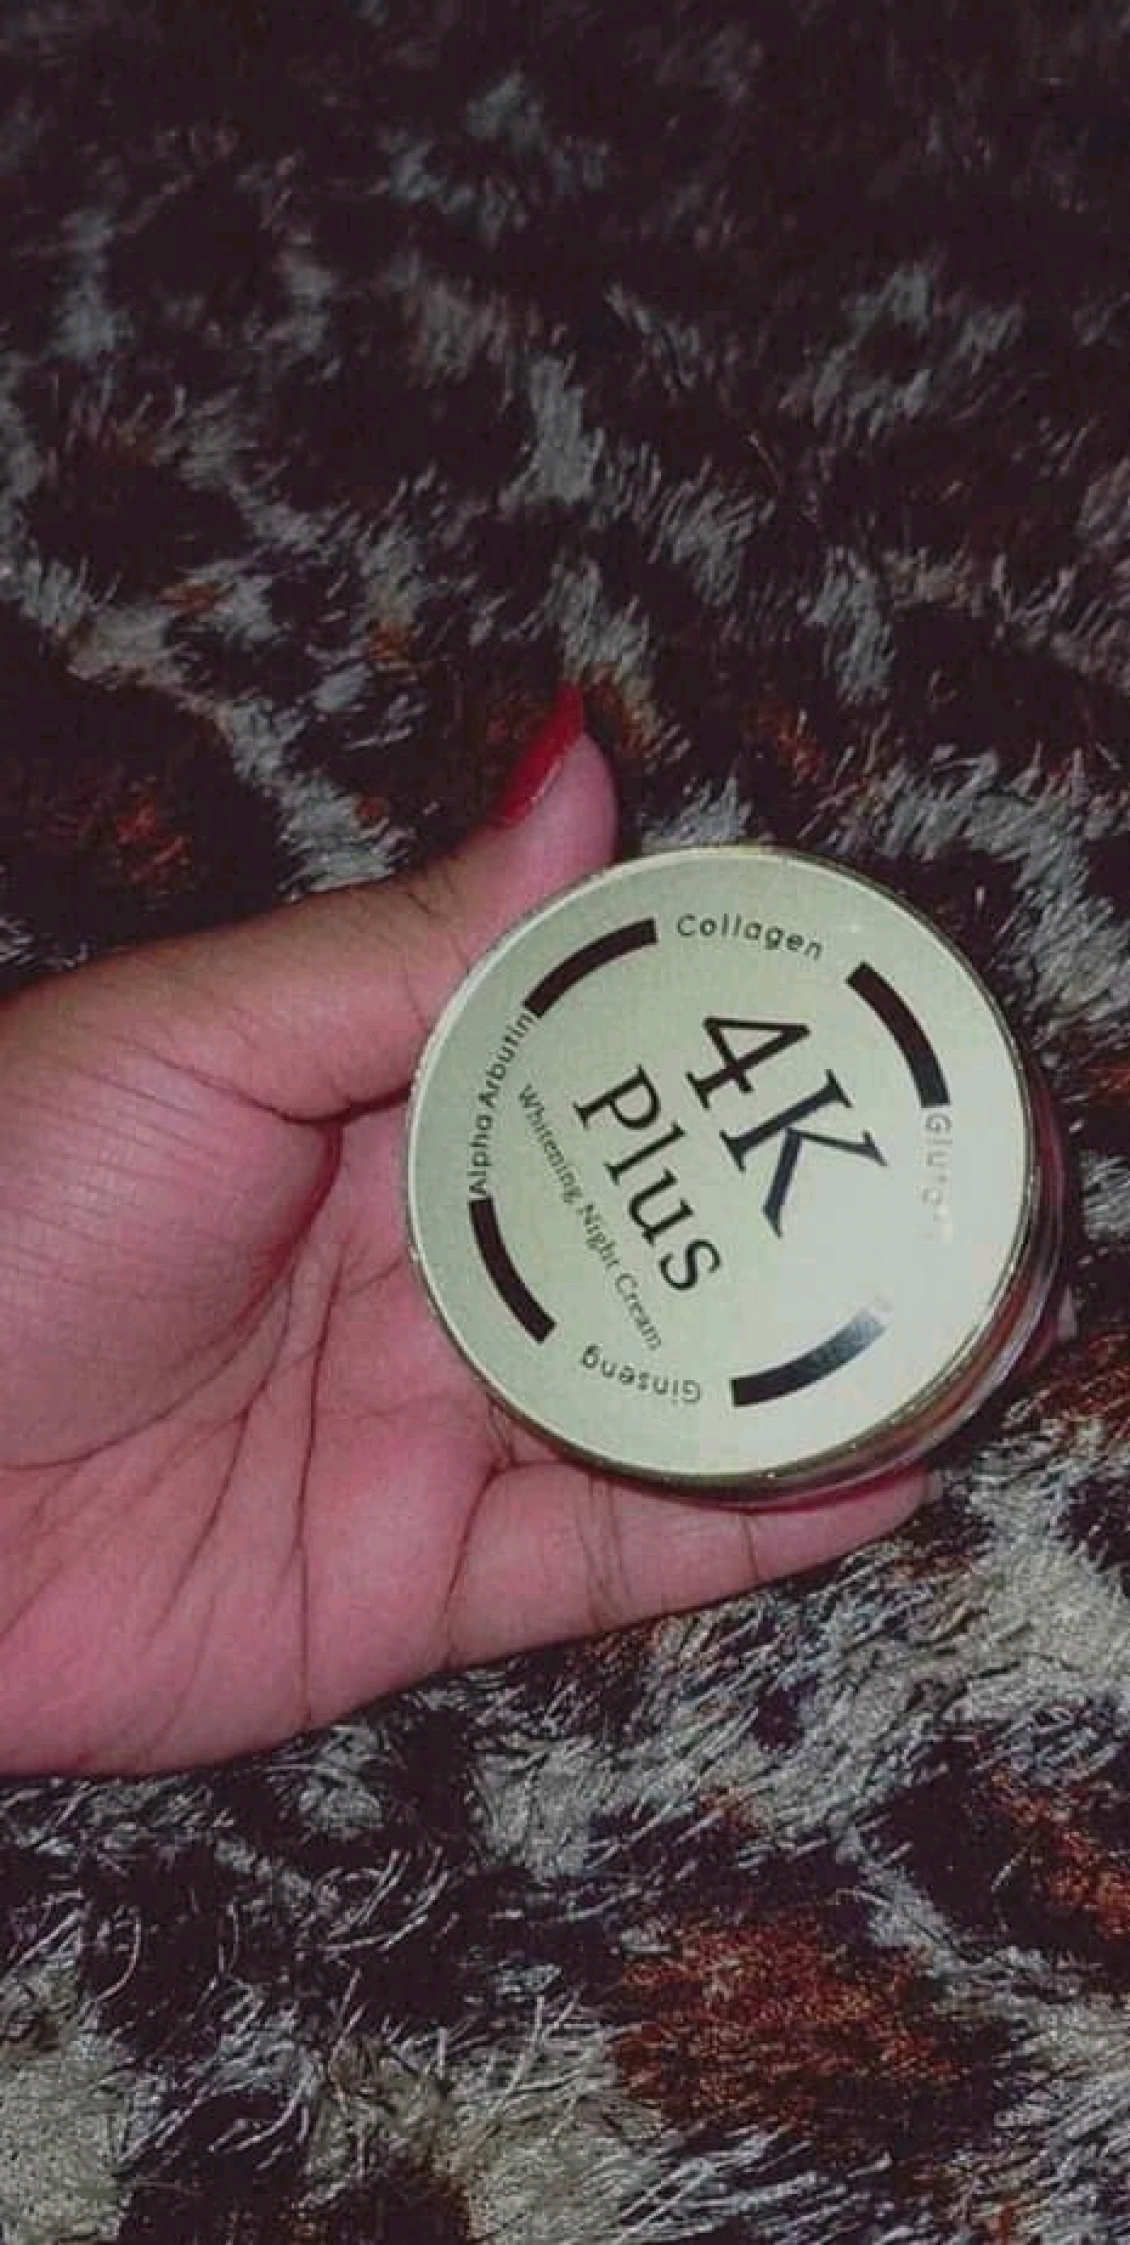 Collagen
4K
Plus
Whitening Night Cream
Alpha Arbutin
Ginseng